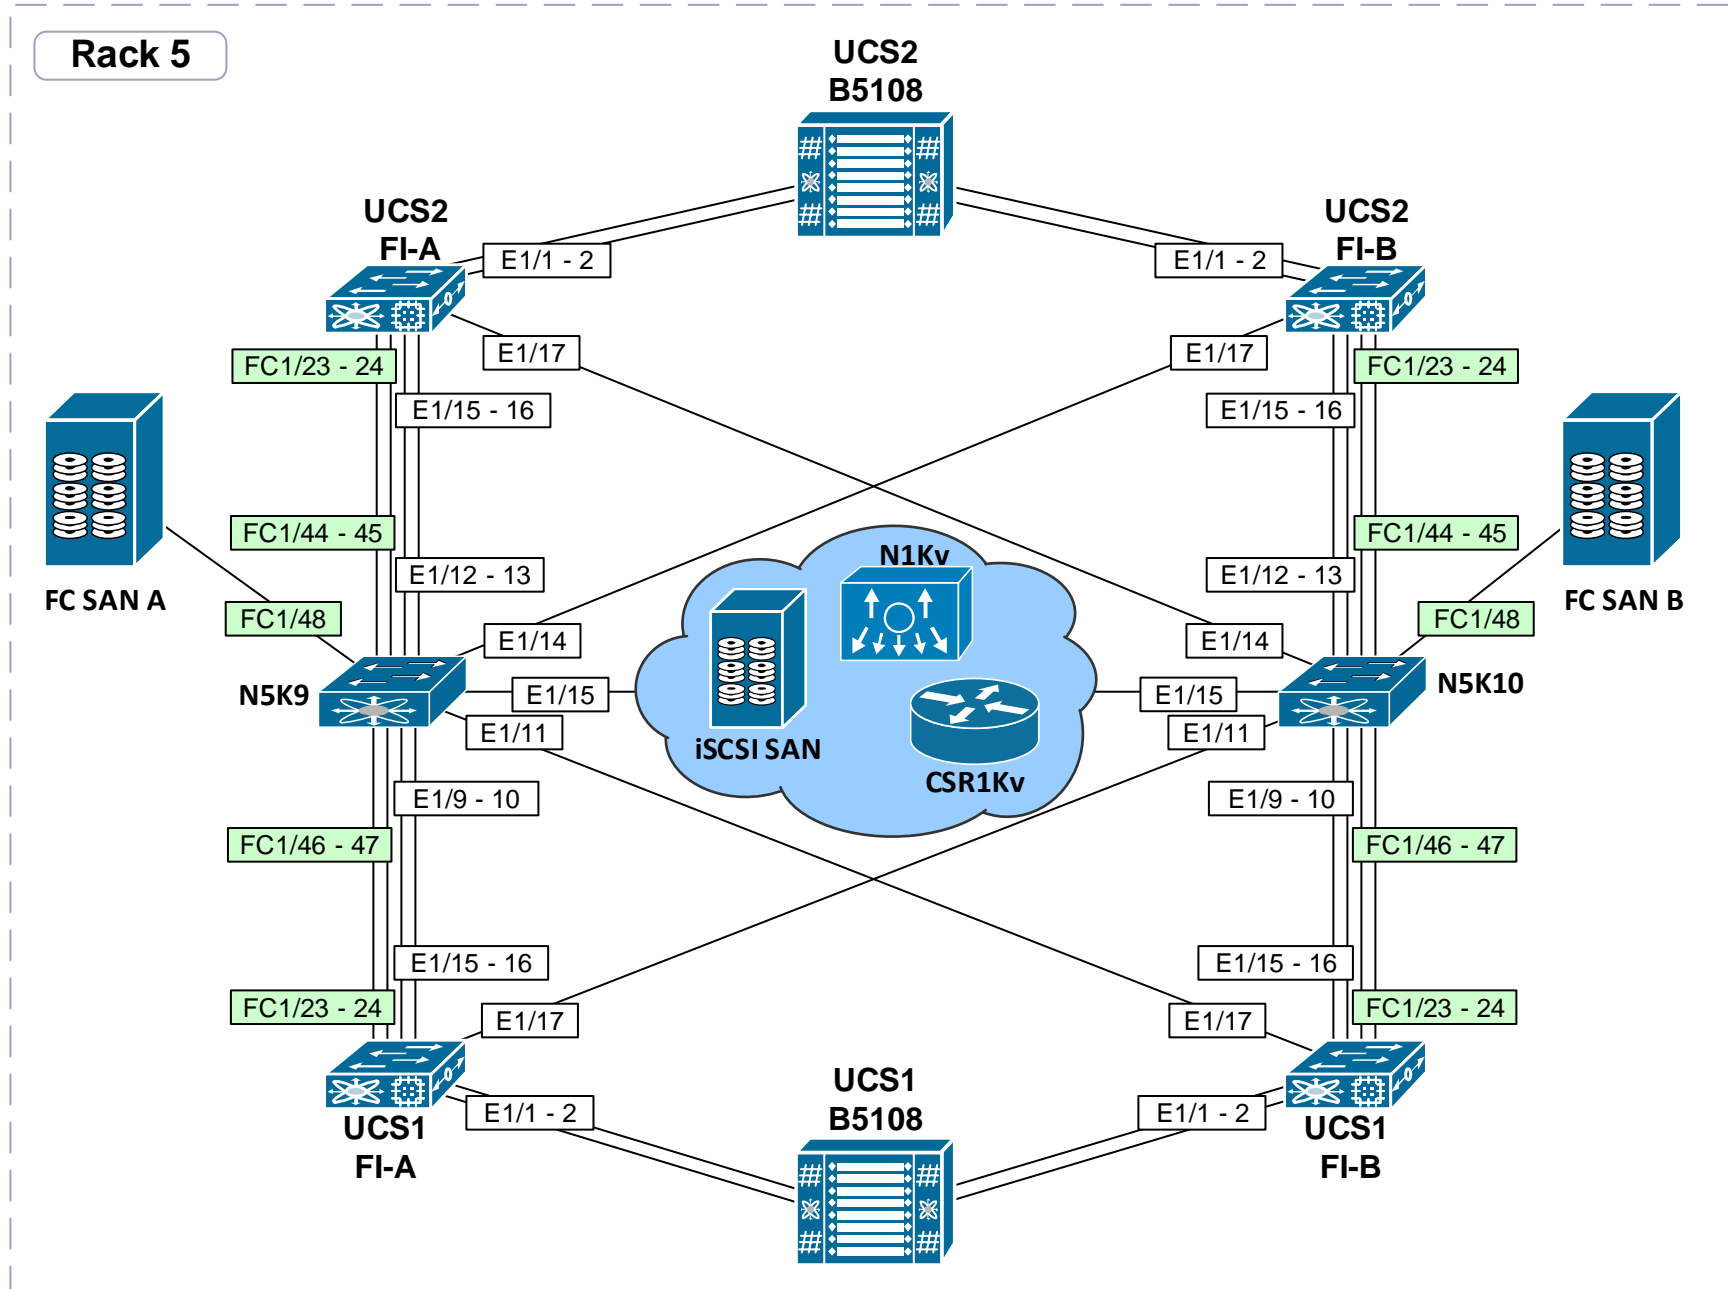 Rack 5
UCS2
B5108
UCS2
FI-A
UCS2
FI-B
E1/1 - 2
E1/1 - 2
E1/17
E1/17
FC1/23 - 24
FC1/23 - 24
E1/15 - 16
E1/15 - 16
FC1/44 - 45
FC1/44 - 45
N1Kv
E1/12 - 13
E1/12 - 13
FC SAN A
FC SAN B
FC1/48
FC1/48
E1/14
E1/14
N5K9
E1/15
E1/15
N5K10
E1/11
E1/11
iSCSI SAN
CSR1Kv
E1/9 - 10
E1/9 - 10
FC1/46 - 47
FC1/46 - 47
E1/15 - 16
E1/15 - 16
FC1/23 - 24
FC1/23 - 24
E1/17
E1/17
UCS1
B5108
E1/1 - 2
E1/1 - 2
UCS1
FI-A
UCS1
FI-B